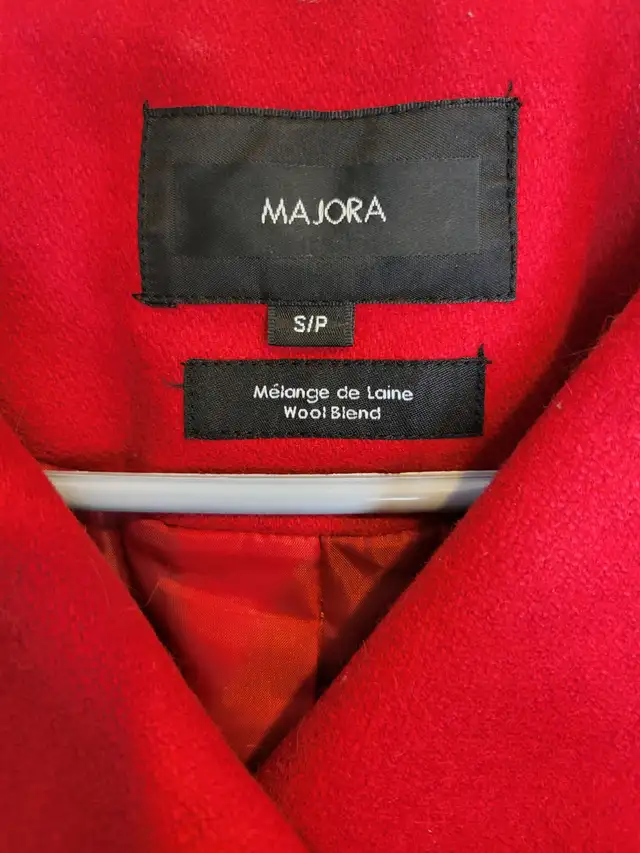 MAJORA
S/P
Mélange de Laine
Wool Blend